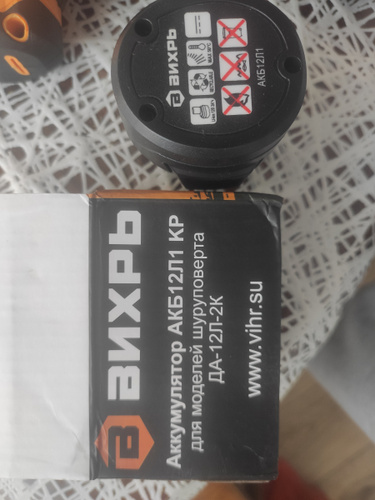 ВИХРЬ
АКБ12Л1
ВИХРЬ
Аккумулятор АКБ12Л1 КР
для моделей шуруповерта
ДА-12Л-2К
www.vihr.su